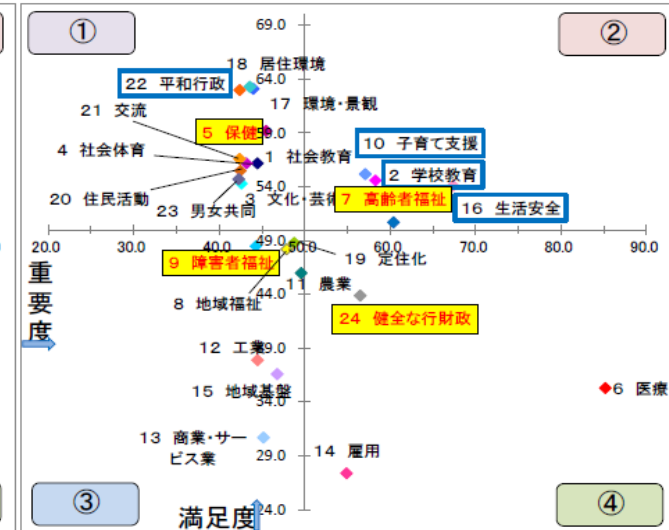 ①
69.0
②
18 居住環境
64.0
22 平和行政
17 環境・景観
21 交流
59.0
5 保健
10 子育て支援
4 社会体育
1 社会教育
2 学校教育
54.0
20 住民活動
3 文化・芸術
7 高齢者福祉
23 男女共同
16 生活安全
20.0
30.0
40.0
50.0
60.0
70.0
80.0
90.0
49.0
9 障害者福祉
19 定住化
重要度
11 農業
8 地域福祉
44.0
24 健全な行財政
12 工業
39.0
15 地域基盤
6 医療
34.0
13 商業・サー
ビス業
14 雇用
29.0
③
満足度
24.0
④